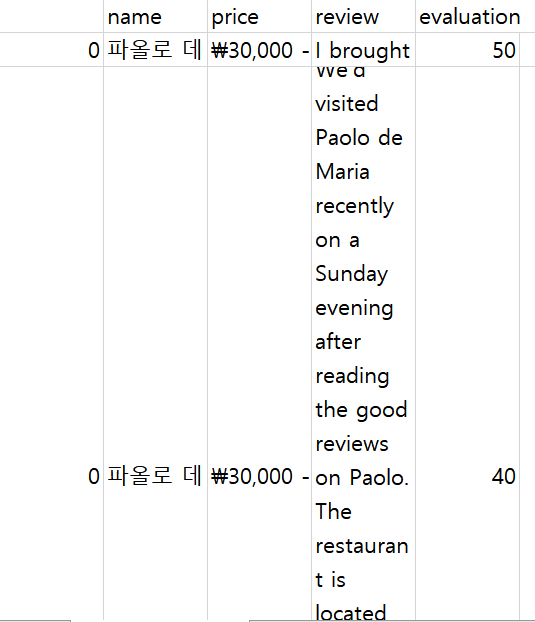 name price review evaluation
0 파올로 데 ₩30,000 - I brought 50
We'd
visited
Paolo de
Maria
recently
on a
Sunday
evening
after
reading
the good
reviews
0 파올로 데 ₩30,000 - on Paolo. 40
The
restauran
t is
located